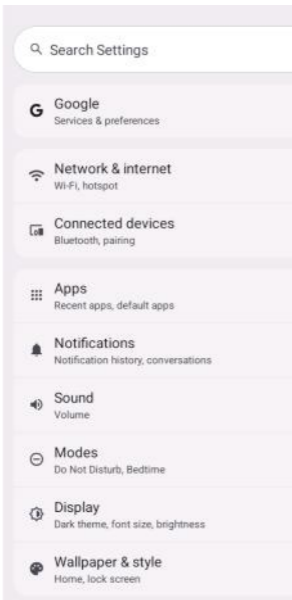 Search Settings
Google
Services & preferences
Network & internet
Wi-Fi, hotspot
Connected devices
Bluetooth, pairing
Apps
Recent apps, default apps
Notifications
Notification history, conversations
Sound
Volume
Modes
Do Not Disturb, Bedtime
Display
Dark theme, font size, brightness
Wallpaper & style
Home, lock screen